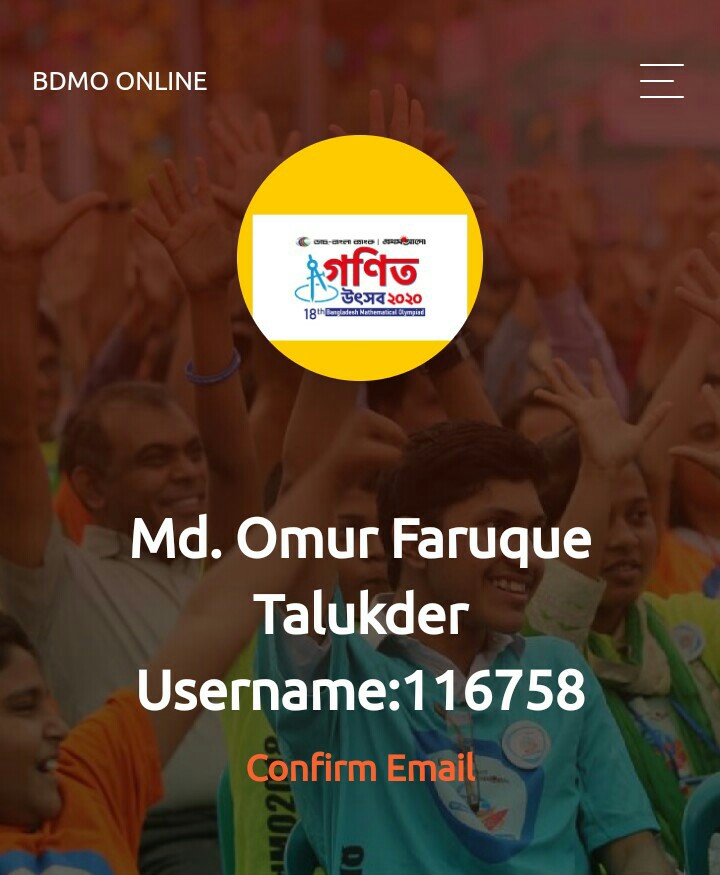 BDMO ONLINE
ডাচ্-বাংলা ব্যাংক | প্রথম আলো
গণিত
উৎসব ২০২০
18th Bangladesh Mathematical Olympiad
Md. Omur Faruque
Talukder
Username:116758
Confirm Email